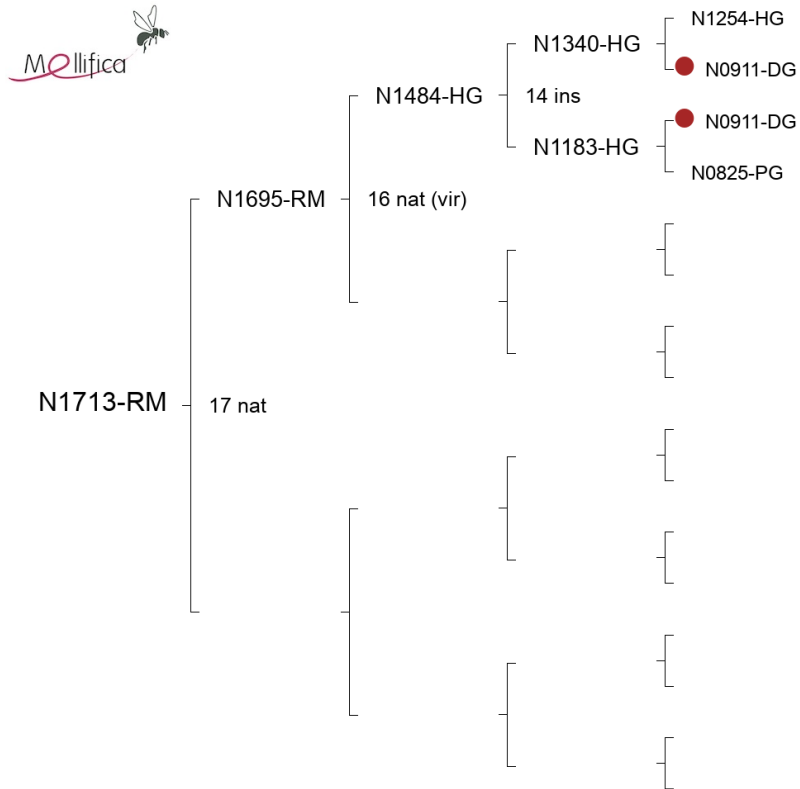 Mellifica
N1254-HG
N1340-HG
N0911-DG
N1484-HG
14 ins
N0911-DG
N1183-HG
N0825-PG
N1695-RM
16 nat (vir)
N1713-RM
17 nat